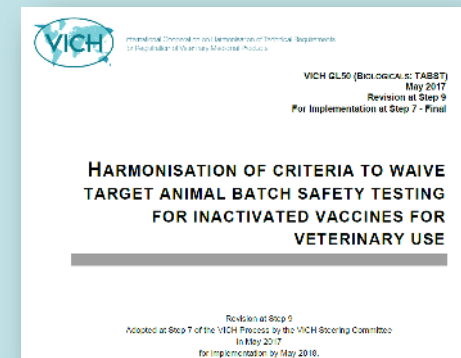 VICH
International Cooperation on Harmonisation of Technical Requirements
for Registration of Veterinary Medicinal Products
VICH GL50 (BIOLOGICALS: TABST)
May 2017
Revision at Step 9
For Implementation at Step 7 - Final
HARMONISATION OF CRITERIA TO WAIVE
TARGET ANIMAL BATCH SAFETY TESTING
FOR INACTIVATED VACCINES FOR
VETERINARY USE
Revision at Step 9
Adopted at Step 7 of the VICH Process by the VICH Steering Committee
in May 2017
for implementation by May 2018.